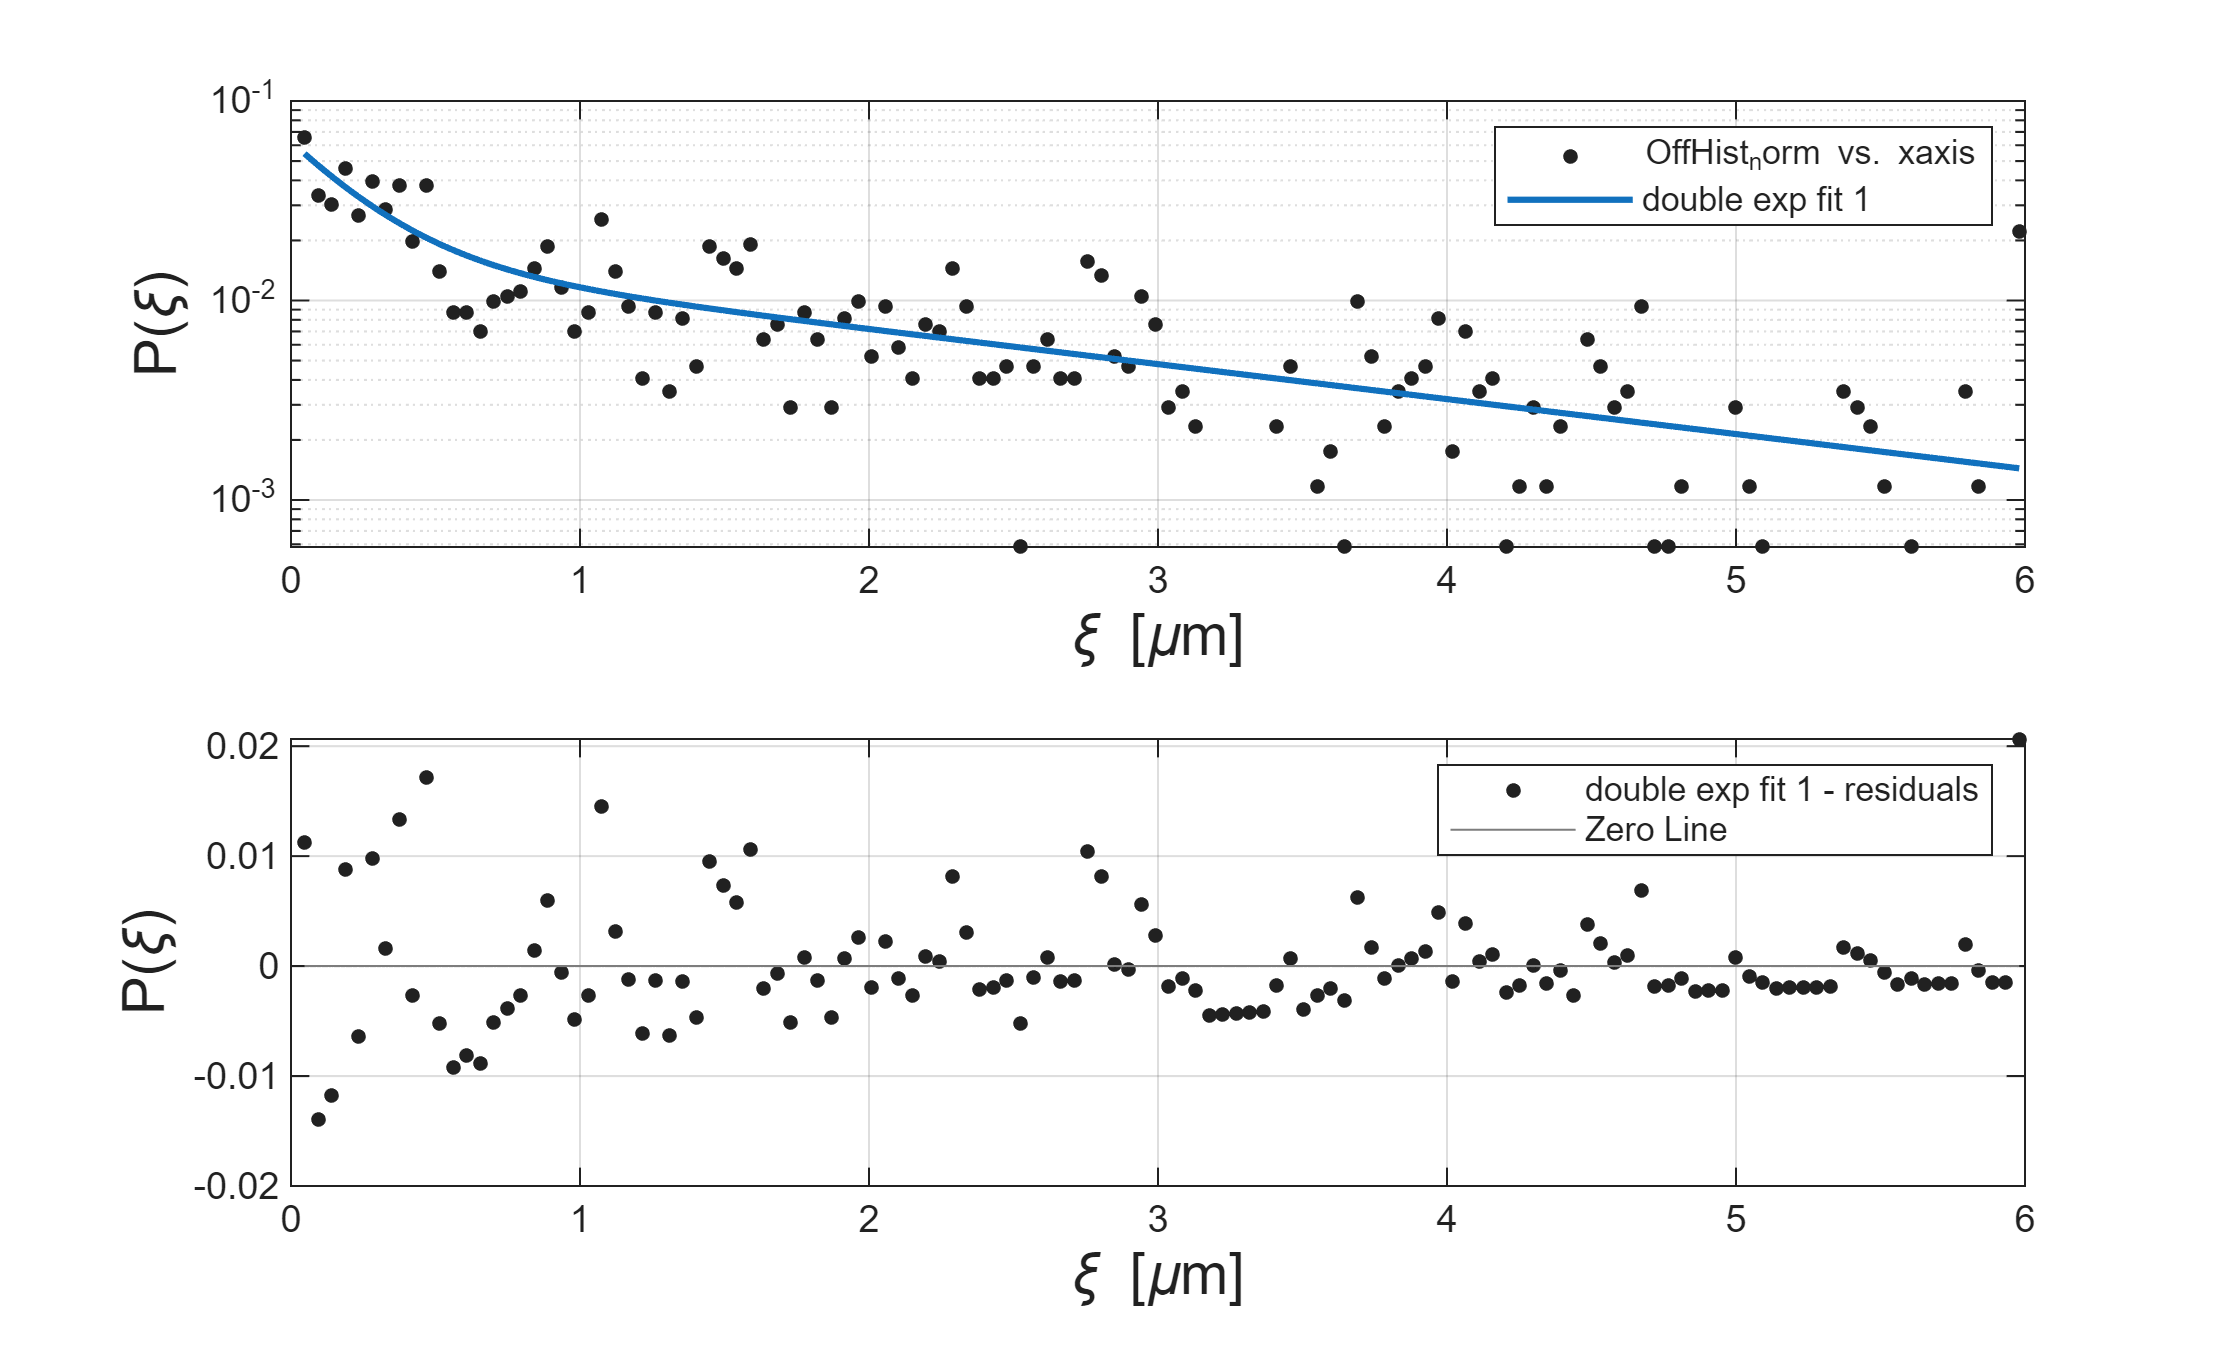 10-1
10-2
10-3
P(ξ)
OffHistnorm vs. xaxis
double exp fit 1
0 1 2 3 4 5 6
ξ [µm]
0.02
0.01
0
-0.01
-0.02
P(ξ)
double exp fit 1 - residuals
Zero Line
0 1 2 3 4 5 6
ξ [µm]